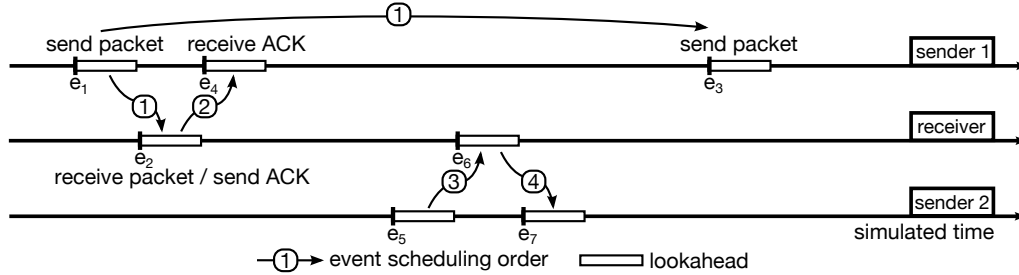 1
send packet receive ACK send packet sender 1
e1 e4 e3
1 2
receiver
e2 e6
receive packet / send ACK 3 4
sender 2
e5 e7 simulated time
1 event scheduling order lookahead